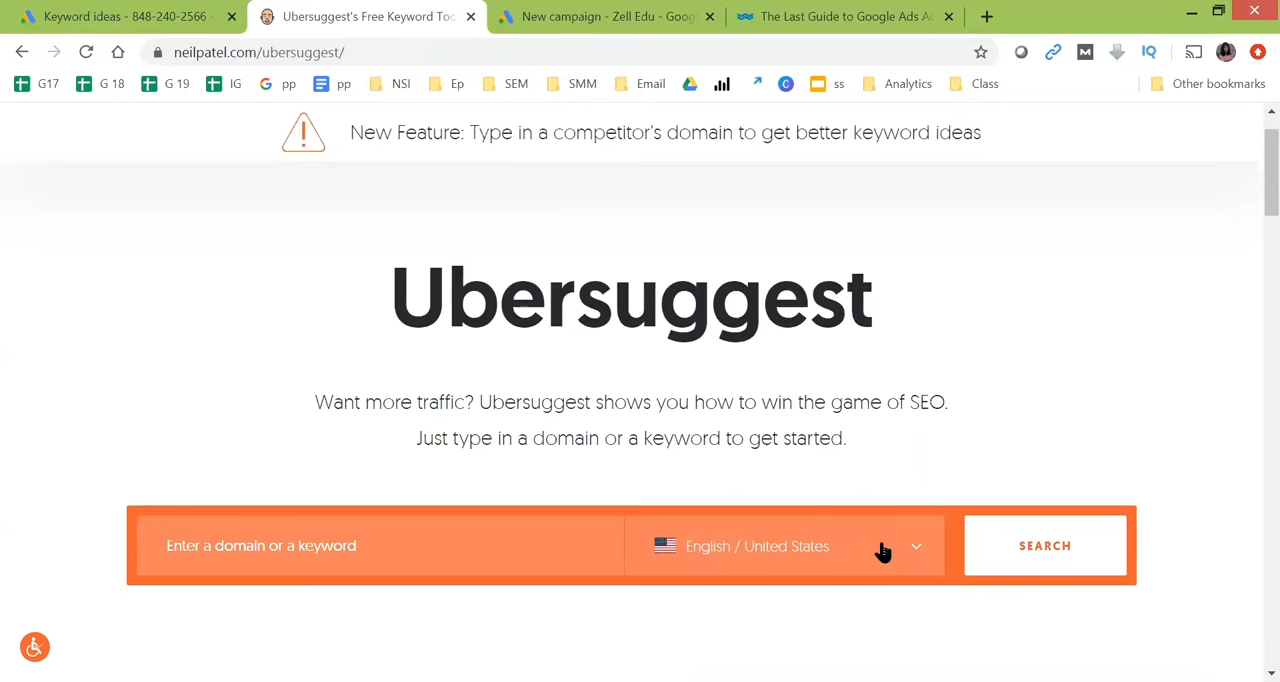 Keyword ideas - 848-240-2566 -
Ubersuggest's Free Keyword Too
New campaign - Zell Edu - Goog
The Last Guide to Google Ads Ac
neilpatel.com/ubersuggest/
G17 G 18 G 19 IG pp pp NSI Ep SEM SMM Email ss Analytics Class Other bookmarks
New Feature: Type in a competitor's domain to get better keyword ideas
Ubersuggest
Want more traffic? Ubersuggest shows you how to win the game of SEO.
Just type in a domain or a keyword to get started.
Enter a domain or a keyword
English / United States
SEARCH